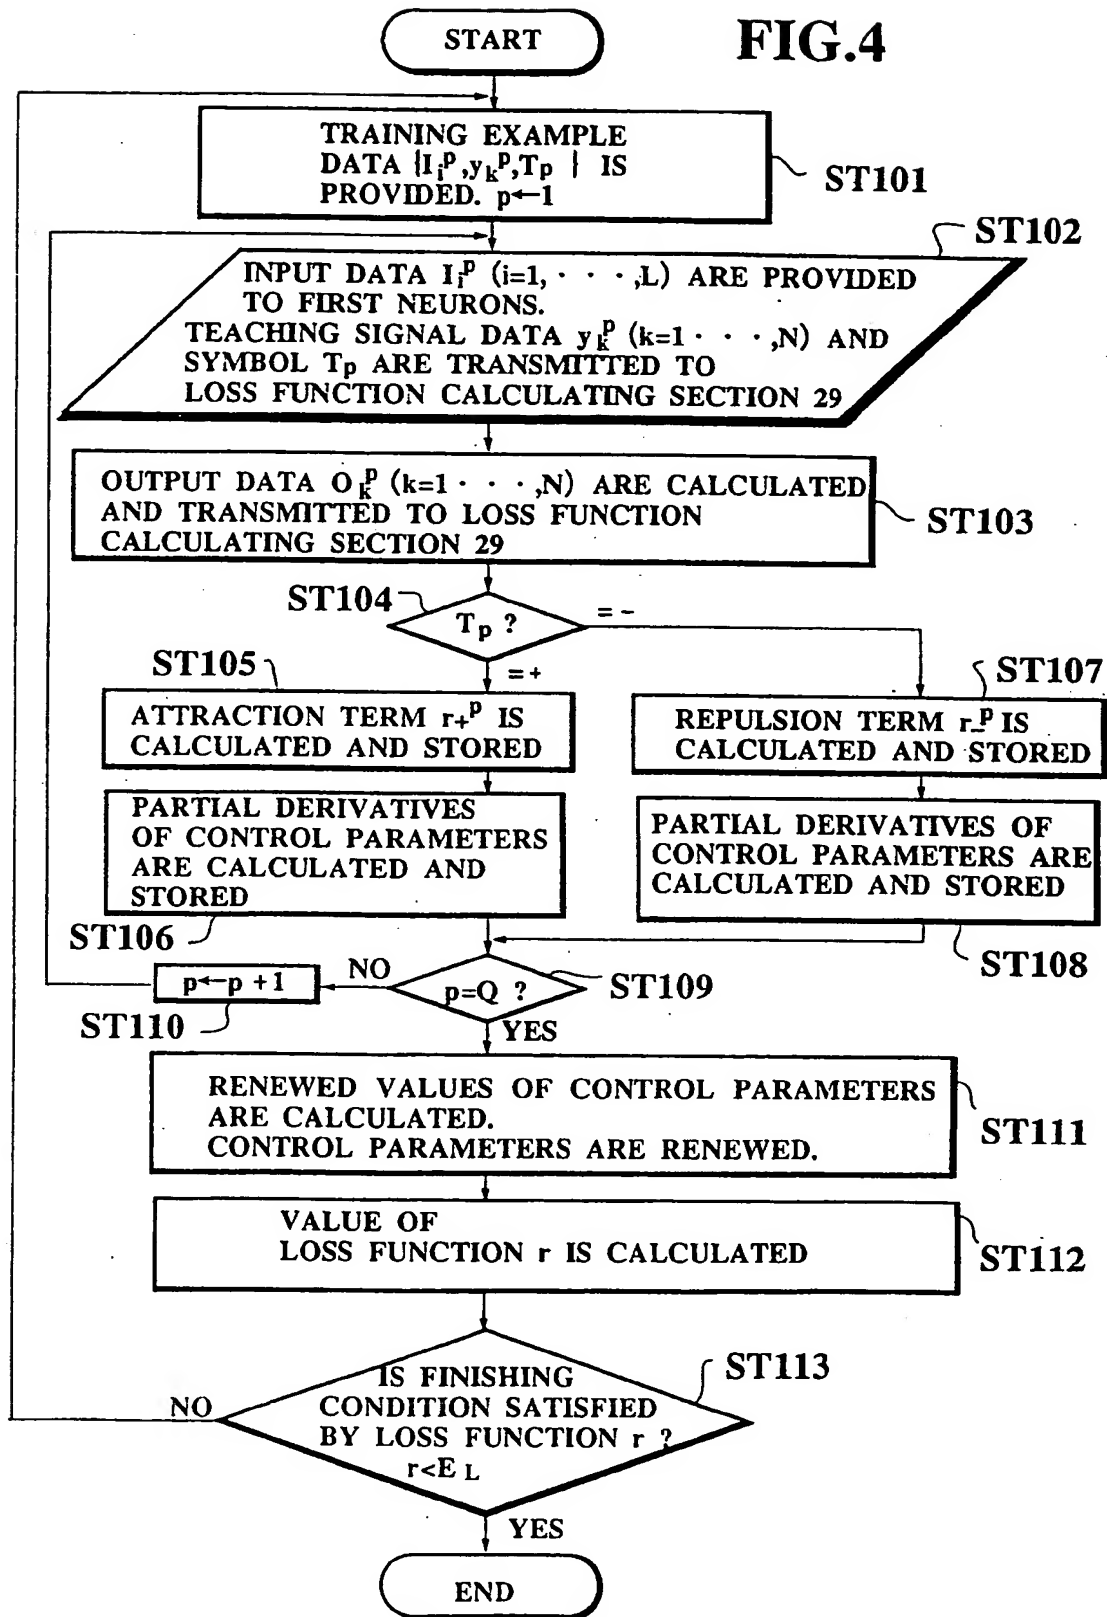 FIG.4
START
TRAINING EXAMPLE
DATA {I_i^p, y_k^p, T_p } IS
PROVIDED. p←1
ST101
ST102
INPUT DATA I_i^p (i=1, · · · ,L) ARE PROVIDED
TO FIRST NEURONS.
TEACHING SIGNAL DATA y_k^p (k=1 · · · ,N) AND
SYMBOL T_p ARE TRANSMITTED TO
LOSS FUNCTION CALCULATING SECTION 29
OUTPUT DATA O_k^p (k=1 · · · ,N) ARE CALCULATED
AND TRANSMITTED TO LOSS FUNCTION
CALCULATING SECTION 29
ST103
ST104
T_p ?
= −
= +
ST105
ATTRACTION TERM r_+^p IS
CALCULATED AND STORED
ST107
REPULSION TERM r_−^p IS
CALCULATED AND STORED
PARTIAL DERIVATIVES
OF CONTROL PARAMETERS
ARE CALCULATED AND
STORED
ST106
PARTIAL DERIVATIVES OF
CONTROL PARAMETERS ARE
CALCULATED AND STORED
ST108
p=Q ?
ST109
NO
p←p +1
ST110
YES
RENEWED VALUES OF CONTROL PARAMETERS
ARE CALCULATED.
CONTROL PARAMETERS ARE RENEWED.
ST111
VALUE OF
LOSS FUNCTION r IS CALCULATED
ST112
IS FINISHING
CONDITION SATISFIED
BY LOSS FUNCTION r ?
r<E_L
ST113
NO
YES
END